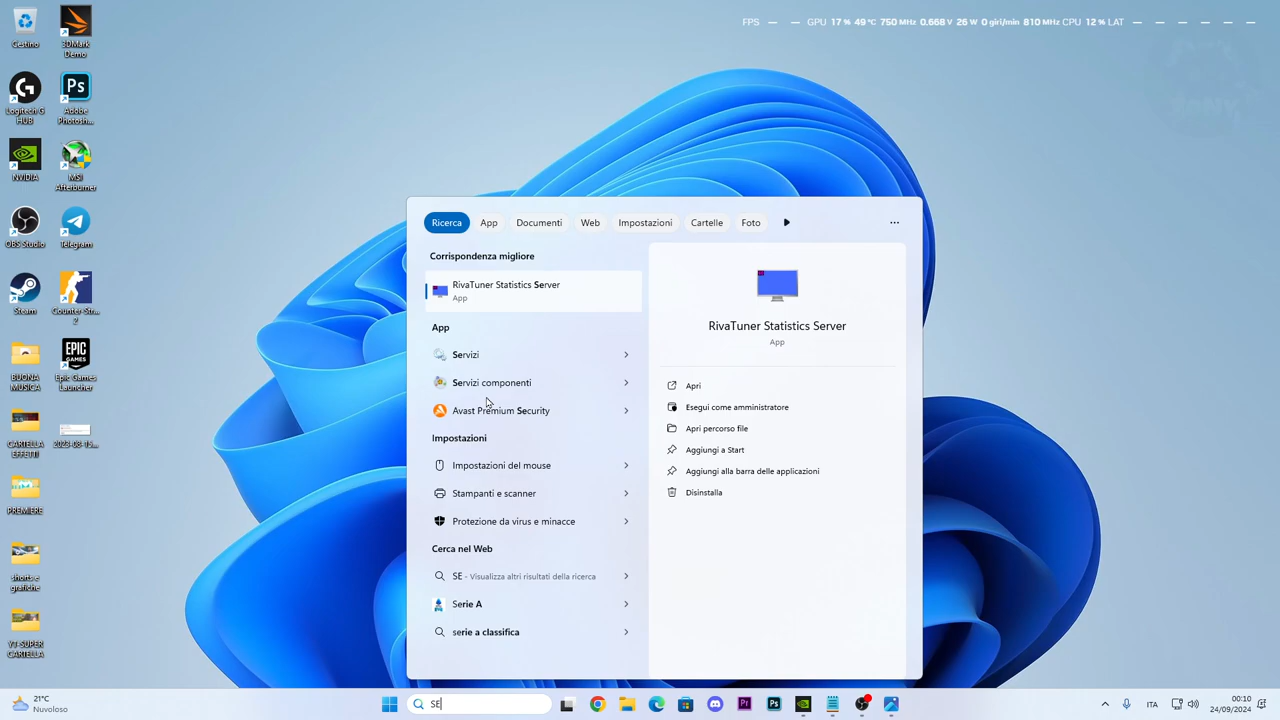 FPS — — GPU 17 % 49 °C 750 MHz 0.668 V 26 W 0 giri/min 810 MHz CPU 12 % LAT — — — — — —
Cestino
3DMark
Demo
Logitech G
HUB
Adobe
Photosh...
NVIDIA
MSI
Afterburner
OBS Studio
Telegram
Steam
Counter-Str...
2
BUONA
MUSICA
Epic Games
Launcher
CARTELLA
EFFETTI
2023-08-15...
PREMIERE
shorts e
grafiche
YT-SUPER
CARTELLA
Ricerca App Documenti Web Impostazioni Cartelle Foto
Corrispondenza migliore
RivaTuner Statistics Server
App
App
Servizi
Servizi componenti
Avast Premium Security
Impostazioni
Impostazioni del mouse
Stampanti e scanner
Protezione da virus e minacce
Cerca nel Web
SE - Visualizza altri risultati della ricerca
Serie A
serie a classifica
RivaTuner Statistics Server
App
Apri
Esegui come amministratore
Apri percorso file
Aggiungi a Start
Aggiungi alla barra delle applicazioni
Disinstalla
21°C
Nuvoloso
SE
ITA
00:10
24/09/2024